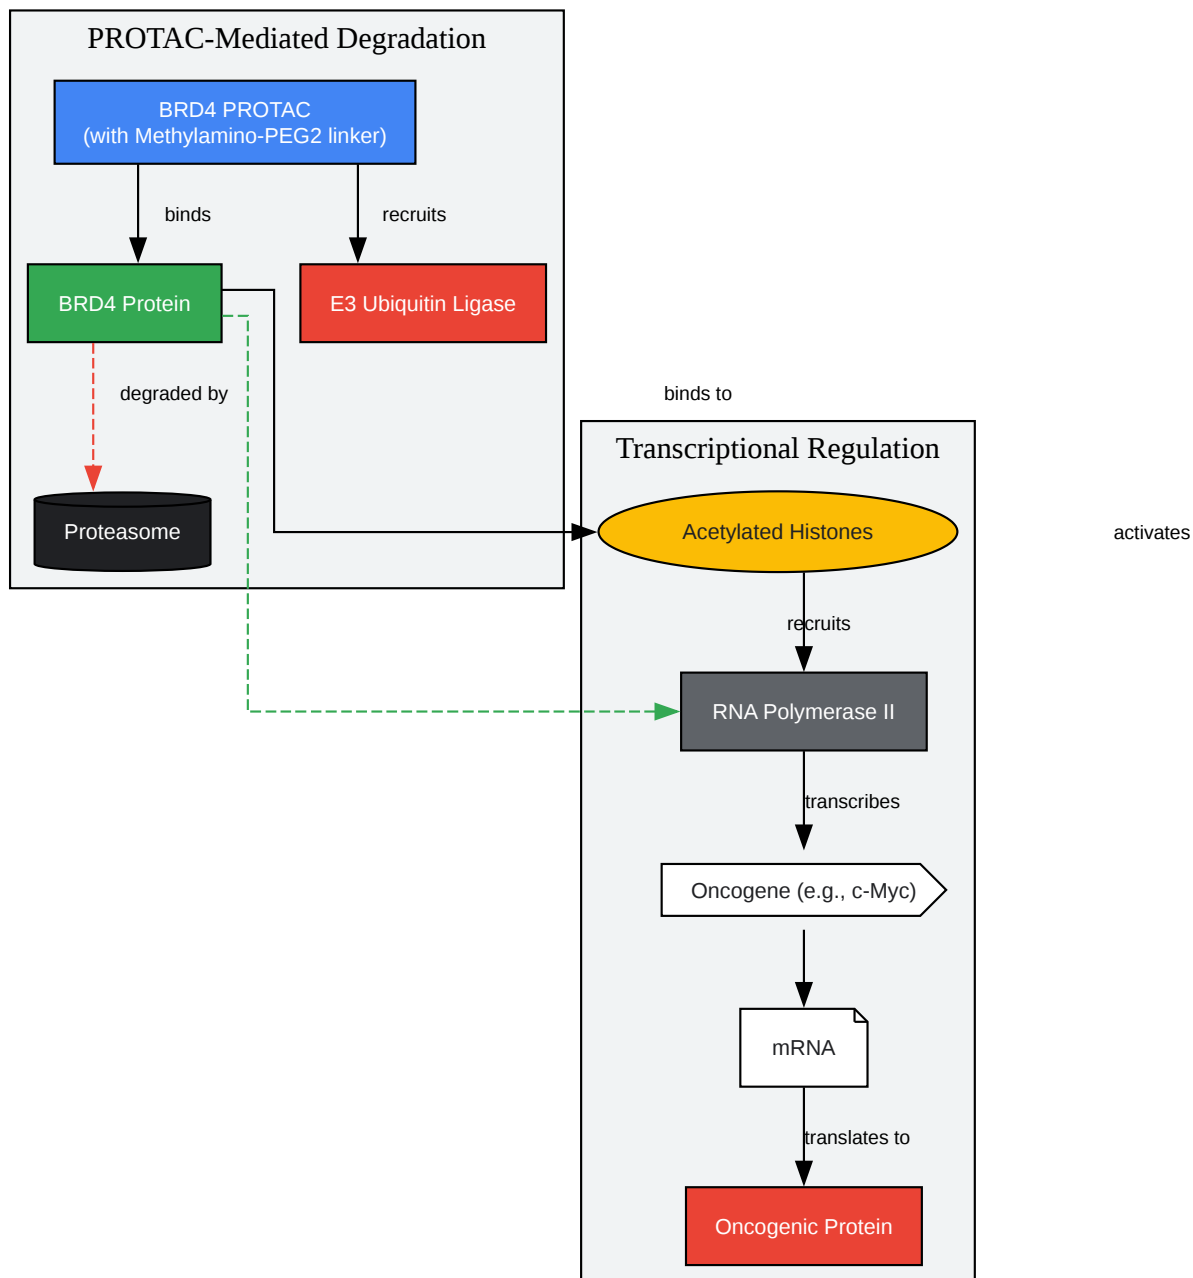 PROTAC-Mediated Degradation
BRD4 PROTAC
(with Methylamino-PEG2 linker)
binds
recruits
BRD4 Protein
E3 Ubiquitin Ligase
degraded by
binds to
Transcriptional Regulation
Proteasome
Acetylated Histones
activates
recruits
RNA Polymerase II
transcribes
Oncogene (e.g., c-Myc)
mRNA
translates to
Oncogenic Protein